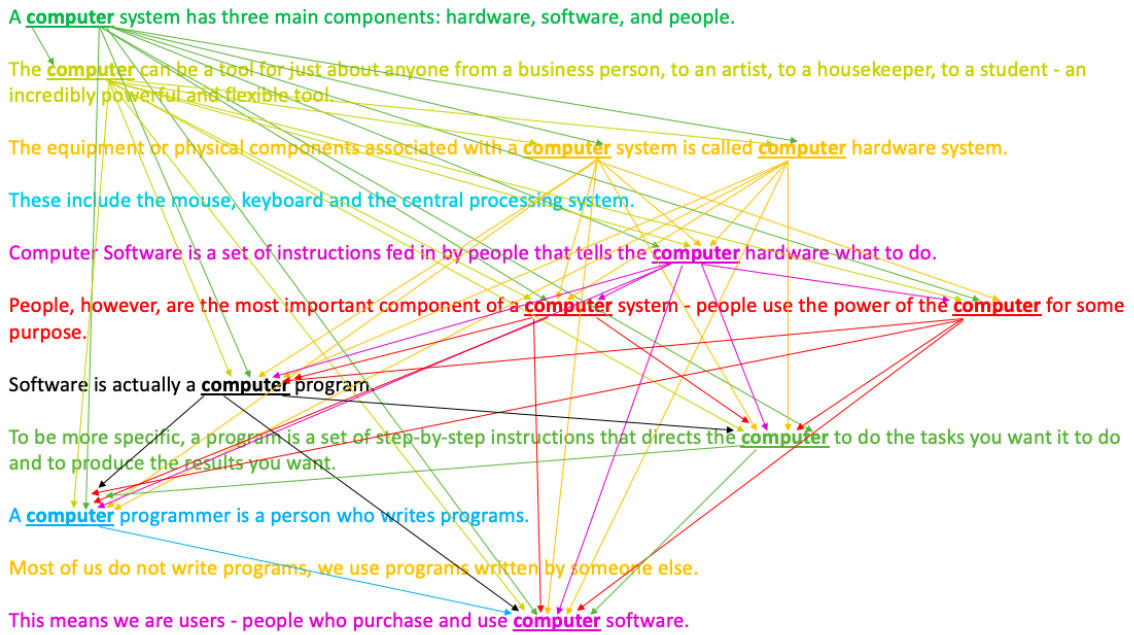 A computer system has three main components: hardware, software, and people.
The computer can be a tool for just about anyone from a business person, to an artist, to a housekeeper, to a student - an
incredibly powerful and flexible tool.
The equipment or physical components associated with a computer system is called computer hardware system.
These include the mouse, keyboard and the central processing system.
Computer Software is a set of instructions fed in by people that tells the computer hardware what to do.
People, however, are the most important component of a computer system - people use the power of the computer for some
purpose.
Software is actually a computer program.
To be more specific, a program is a set of step-by-step instructions that directs the computer to do the tasks you want it to do
and to produce the results you want.
A computer programmer is a person who writes programs.
Most of us do not write programs, we use programs written by someone else.
This means we are users - people who purchase and use computer software.